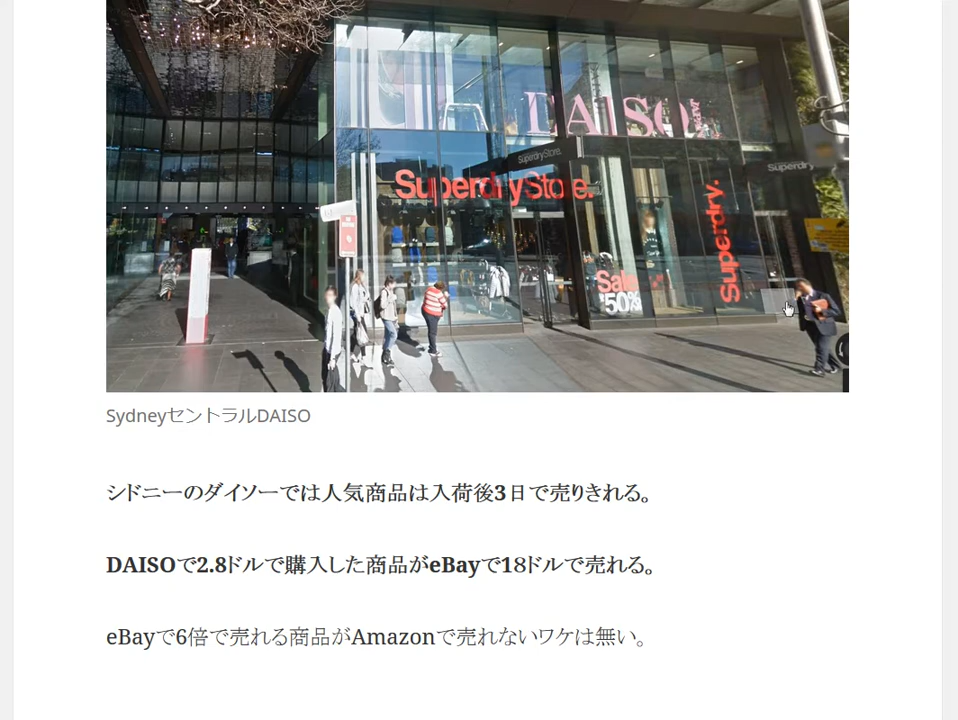 DAISO
JAPAN
SuperdryStore.
SuperdryStore.
Superdry.
Superdry.
Sale
50%
SydneyセントラルDAISO
シドニーのダイソーでは人気商品は入荷後3日で売りきれる。
DAISOで2.8ドルで購入した商品がeBayで18ドルで売れる。
eBayで6倍で売れる商品がAmazonで売れないワケは無い。